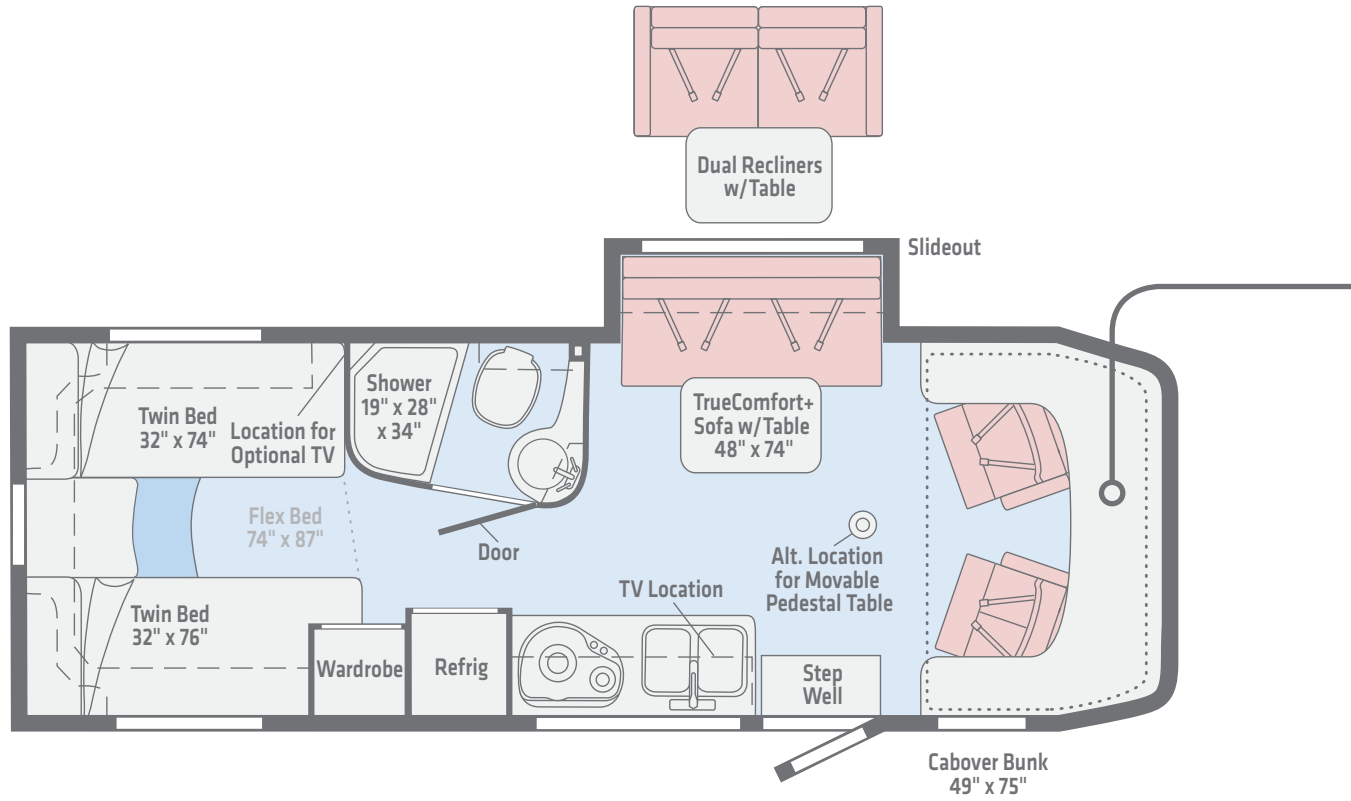 Dual Recliners
w/Table
Slideout
Twin Bed
32" x 74"
Location for
Optional TV
Shower
19" x 28"
x 34"
TrueComfort+
Sofa w/Table
48" x 74"
Flex Bed
74" x 87"
Door
Alt. Location
for Movable
Pedestal Table
TV Location
Twin Bed
32" x 76"
Wardrobe
Refrig
Step
Well
Cabover Bunk
49" x 75"